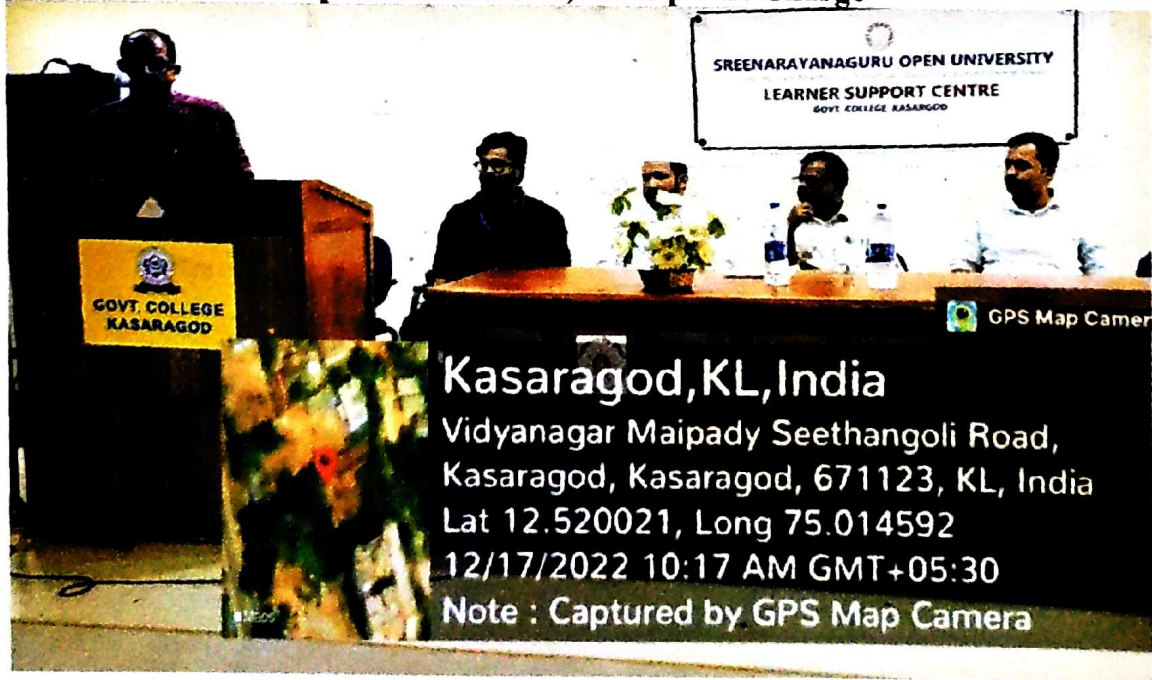 SREENARAYANAGURU OPEN UNIVERSITY
LEARNER SUPPORT CENTRE
GOVT. COLLEGE KASARGOD
GOVT. COLLEGE
KASARAGOD
GPS Map Camer
Kasaragod,KL,India
Vidyanagar Maipady Seethangoli Road,
Kasaragod, Kasaragod, 671123, KL, India
Lat 12.520021, Long 75.014592
12/17/2022 10:17 AM GMT+05:30
Note : Captured by GPS Map Camera